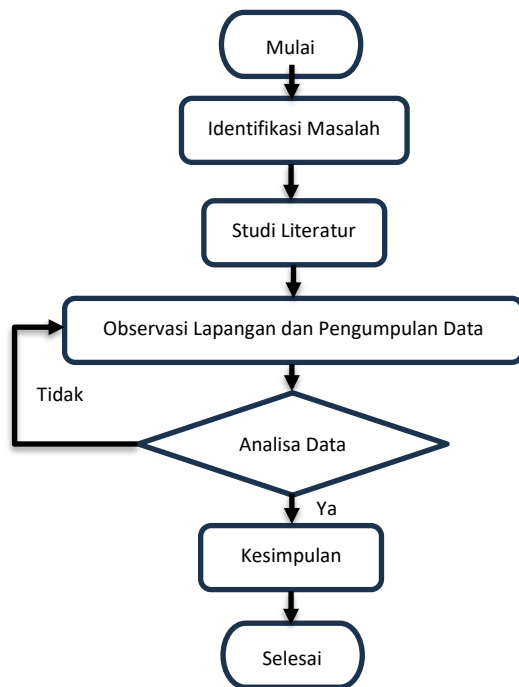 Mulai
Identifikasi Masalah
Studi Literatur
Observasi Lapangan dan Pengumpulan Data
Tidak
Analisa Data
Ya
Kesimpulan
Selesai